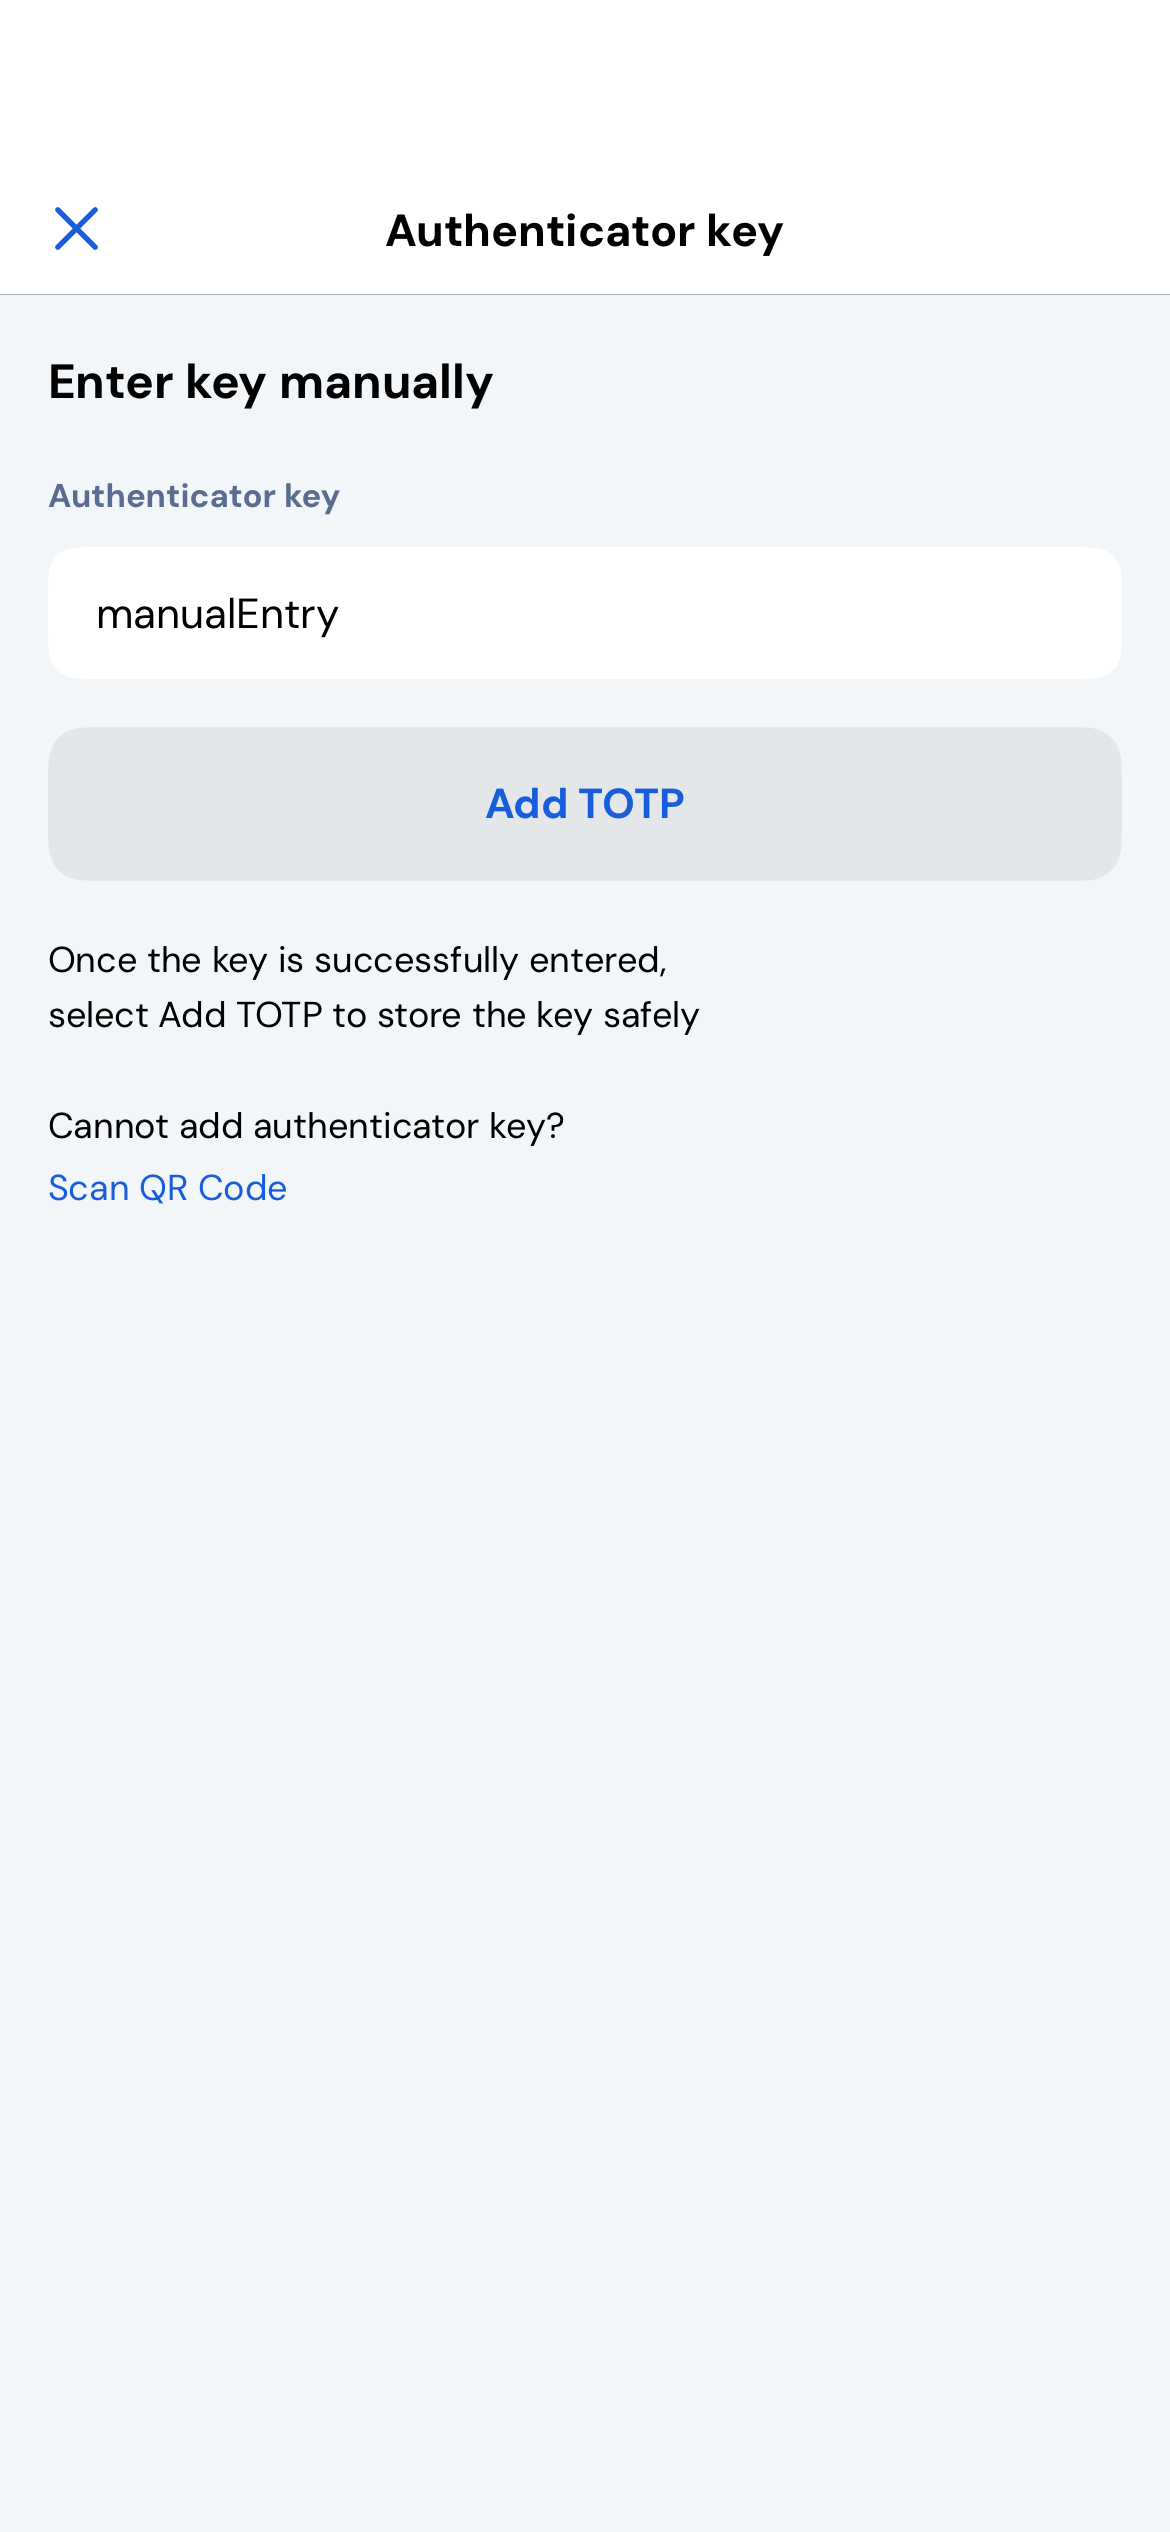 Authenticator key
Enter key manually
Authenticator key
manualEntry
Add TOTP
Once the key is successfully entered,
select Add TOTP to store the key safely
Cannot add authenticator key?
Scan QR Code